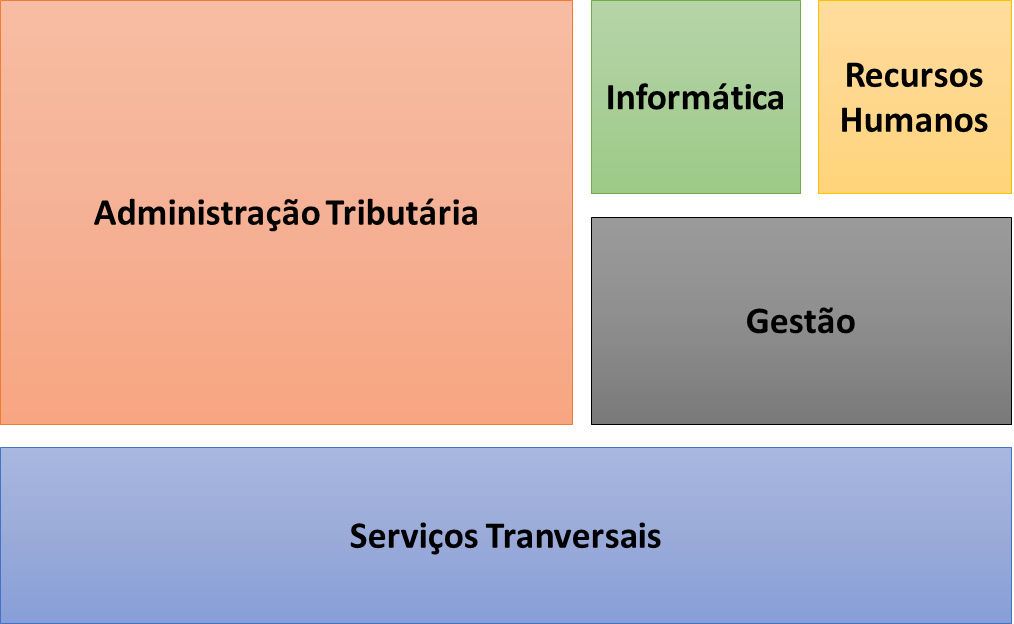 Administração Tributária
Informática
Recursos
Humanos
Gestão
Serviços Tranversais